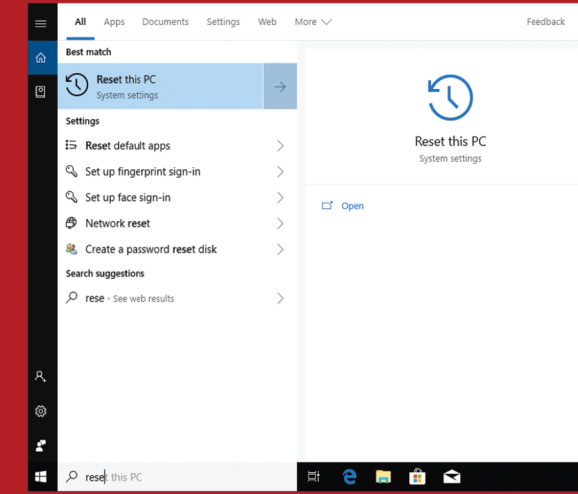 All Apps Documents Settings Web More Feedback
Best match
Reset this PC
System settings
Settings
Reset default apps
Set up fingerprint sign-in
Set up face sign-in
Network reset
Create a password reset disk
Search suggestions
rese - See web results
reset this PC
Reset this PC
System settings
Open